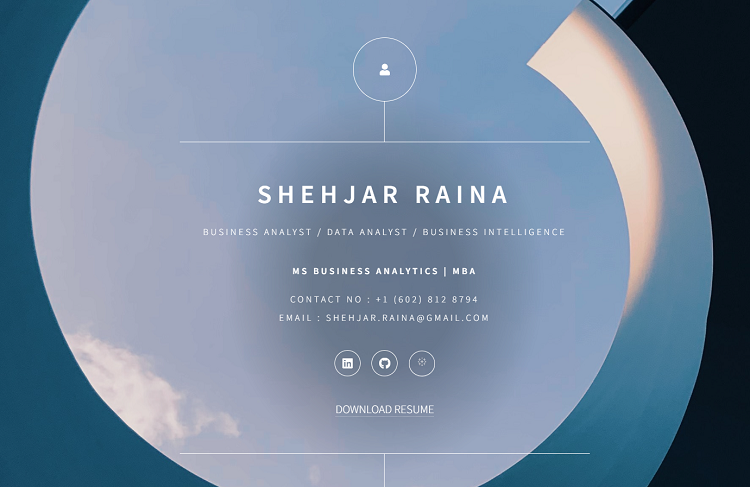 SHEHJAR RAINA
BUSINESS ANALYST / DATA ANALYST / BUSINESS INTELLIGENCE
MS BUSINESS ANALYTICS | MBA
CONTACT NO : +1 (602) 812 8794
EMAIL : SHEHJAR.RAINA@GMAIL.COM
in
DOWNLOAD RESUME